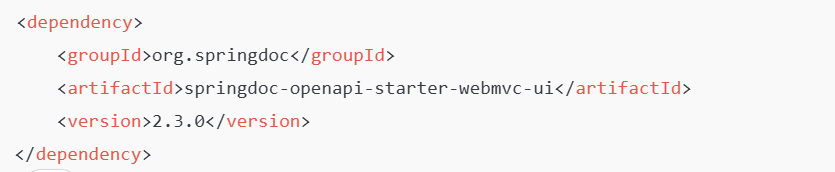 <dependency>
    <groupId>org.springdoc</groupId>
    <artifactId>springdoc-openapi-starter-webmvc-ui</artifactId>
    <version>2.3.0</version>
</dependency>